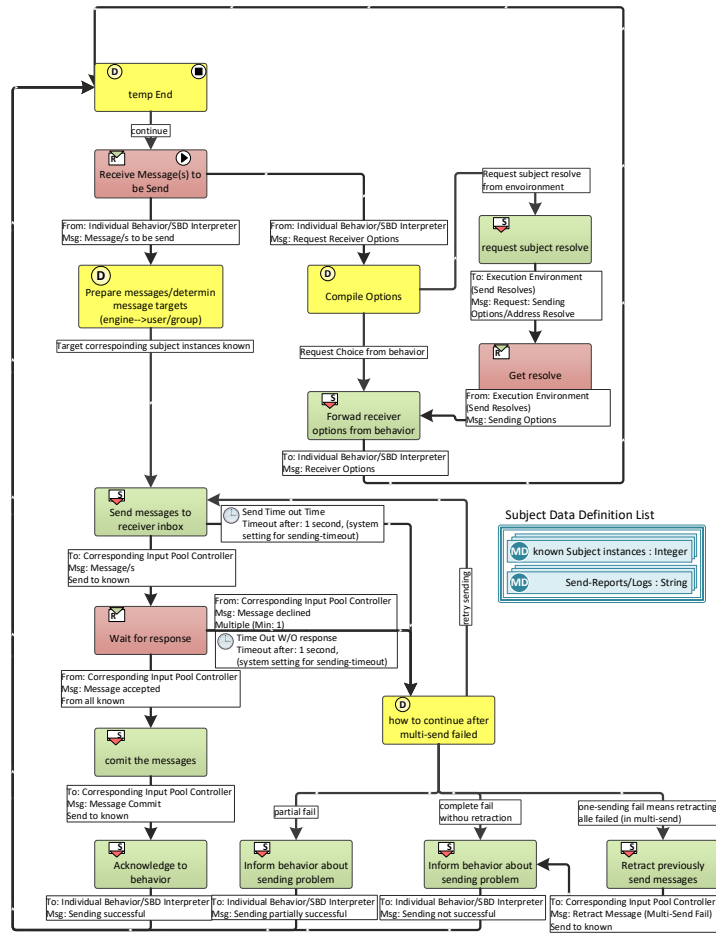 D
temp End
continue
R
Receive Message(s) to
be Send
From: Individual Behavior/SBD Interpreter
Msg: Message/s to be send
From: Individual Behavior/SBD Interpreter
Msg: Request Receiver Options
Request subject resolve
from envoironment
S
request subject resolve
D
Prepare messages/determin
message targets
(engine-->user/group)
D
Compile Options
To: Execution Environment
(Send Resolves)
Msg: Request: Sending
Options/Address Resolve
Target correspoinding subject instances known
Request Choice from behavior
R
Get resolve
From: Execution Environment
(Send Resolves)
Msg: Sending Options
S
Forwad receiver
options from behavior
To: Individual Behavior/SBD Interpreter
Msg: Receiver Options
S
Send messages to
receiver inbox
Send Time out Time
Timeout after: 1 second, (system
setting for sending-timeout)
Subject Data Definition List
MD known Subject instances : Integer
MD Send-Reports/Logs : String
To: Corresponding Input Pool Controller
Msg: Message/s
Send to known
retry sending
R
Wait for response
From: Corresponding Input Pool Controller
Msg: Message declined
Multiple (Min: 1)
Time Out W/O response
Timeout after: 1 second,
(system setting for sending-timeout)
From: Corresponding Input Pool Controller
Msg: Message accepted
From all known
D
how to continue after
multi-send failed
S
comit the messages
To: Corresponding Input Pool Controller
Msg: Message Commit
Send to known
partial fail
complete fail
without retraction
one-sending fail means retracting
alle failed (in multi-send)
S
Acknowledge to
behavior
S
Inform behavior about
sending problem
S
Inform behavior about
sending problem
S
Retract previously
send messages
To: Individual Behavior/SBD Interpreter
Msg: Sending successful
To: Individual Behavior/SBD Interpreter
Msg: Sending partially successful
To: Individual Behavior/SBD Interpreter
Msg: Sending not successful
To: Corresponding Input Pool Controller
Msg: Retract Message (Multi-Send Fail)
Send to known